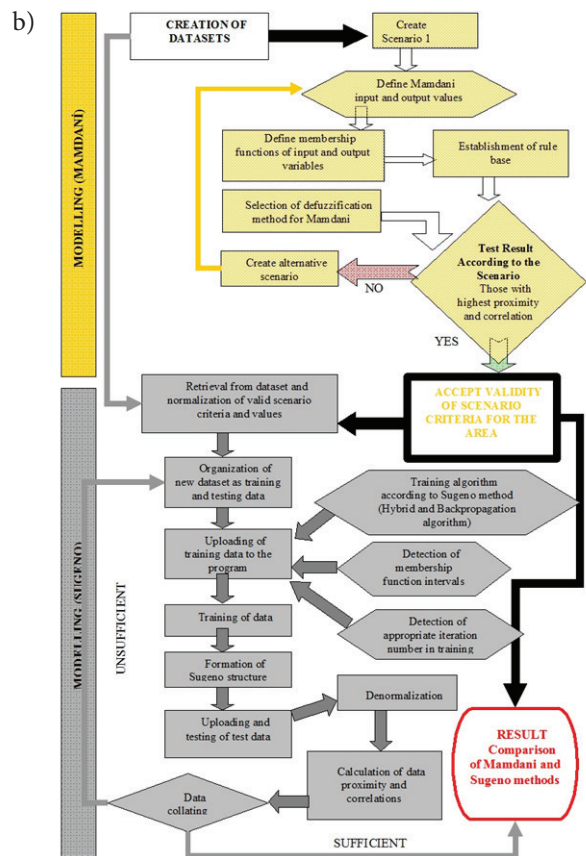 b)
CREATION OF
DATASETS
Create
Scenario 1
MODELLING (MAMDANİ)
Define Mamdani
input and output values
Define membership
functions of input and output
variables
Establishment of rule
base
Selection of defuzzification
method for Mamdani
Test Result
According to the
Scenario
Those with
highest proximity
and correlation
Create alternative
scenario
NO
YES
Retrieval from dataset and
normalization of valid scenario
criteria and values
ACCEPT VALIDITY
OF SCENARIO
CRITERIA FOR THE
AREA
MODELLING (SUGENO)
UNSUFFICIENT
Organization of
new dataset as training
and testing data
Training algorithm
according to Sugeno method
(Hybrid and Backpropagation
algorithm)
Uploading of
training data to the
program
Detection of
membership
function intervals
Training of data
Detection of
appropriate iteration
number in training
Formation of
Sugeno structure
Denormalization
Uploading and
testing of test data
RESULT
Comparison
of Mamdani and
Sugeno methods
Calculation of data
proximity and
correlations
Data
collating
SUFFICIENT